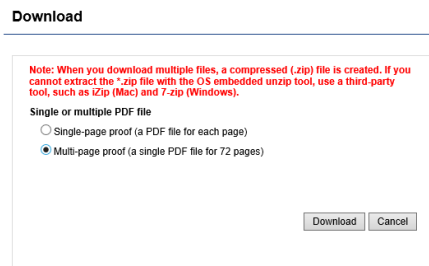 Download
Note: When you download multiple files, a compressed (.zip) file is created. If you
cannot extract the *.zip file with the OS embedded unzip tool, use a third-party
tool, such as iZip (Mac) and 7-zip (Windows).
Single or multiple PDF file
Single-page proof (a PDF file for each page)
Multi-page proof (a single PDF file for 72 pages)
Download Cancel